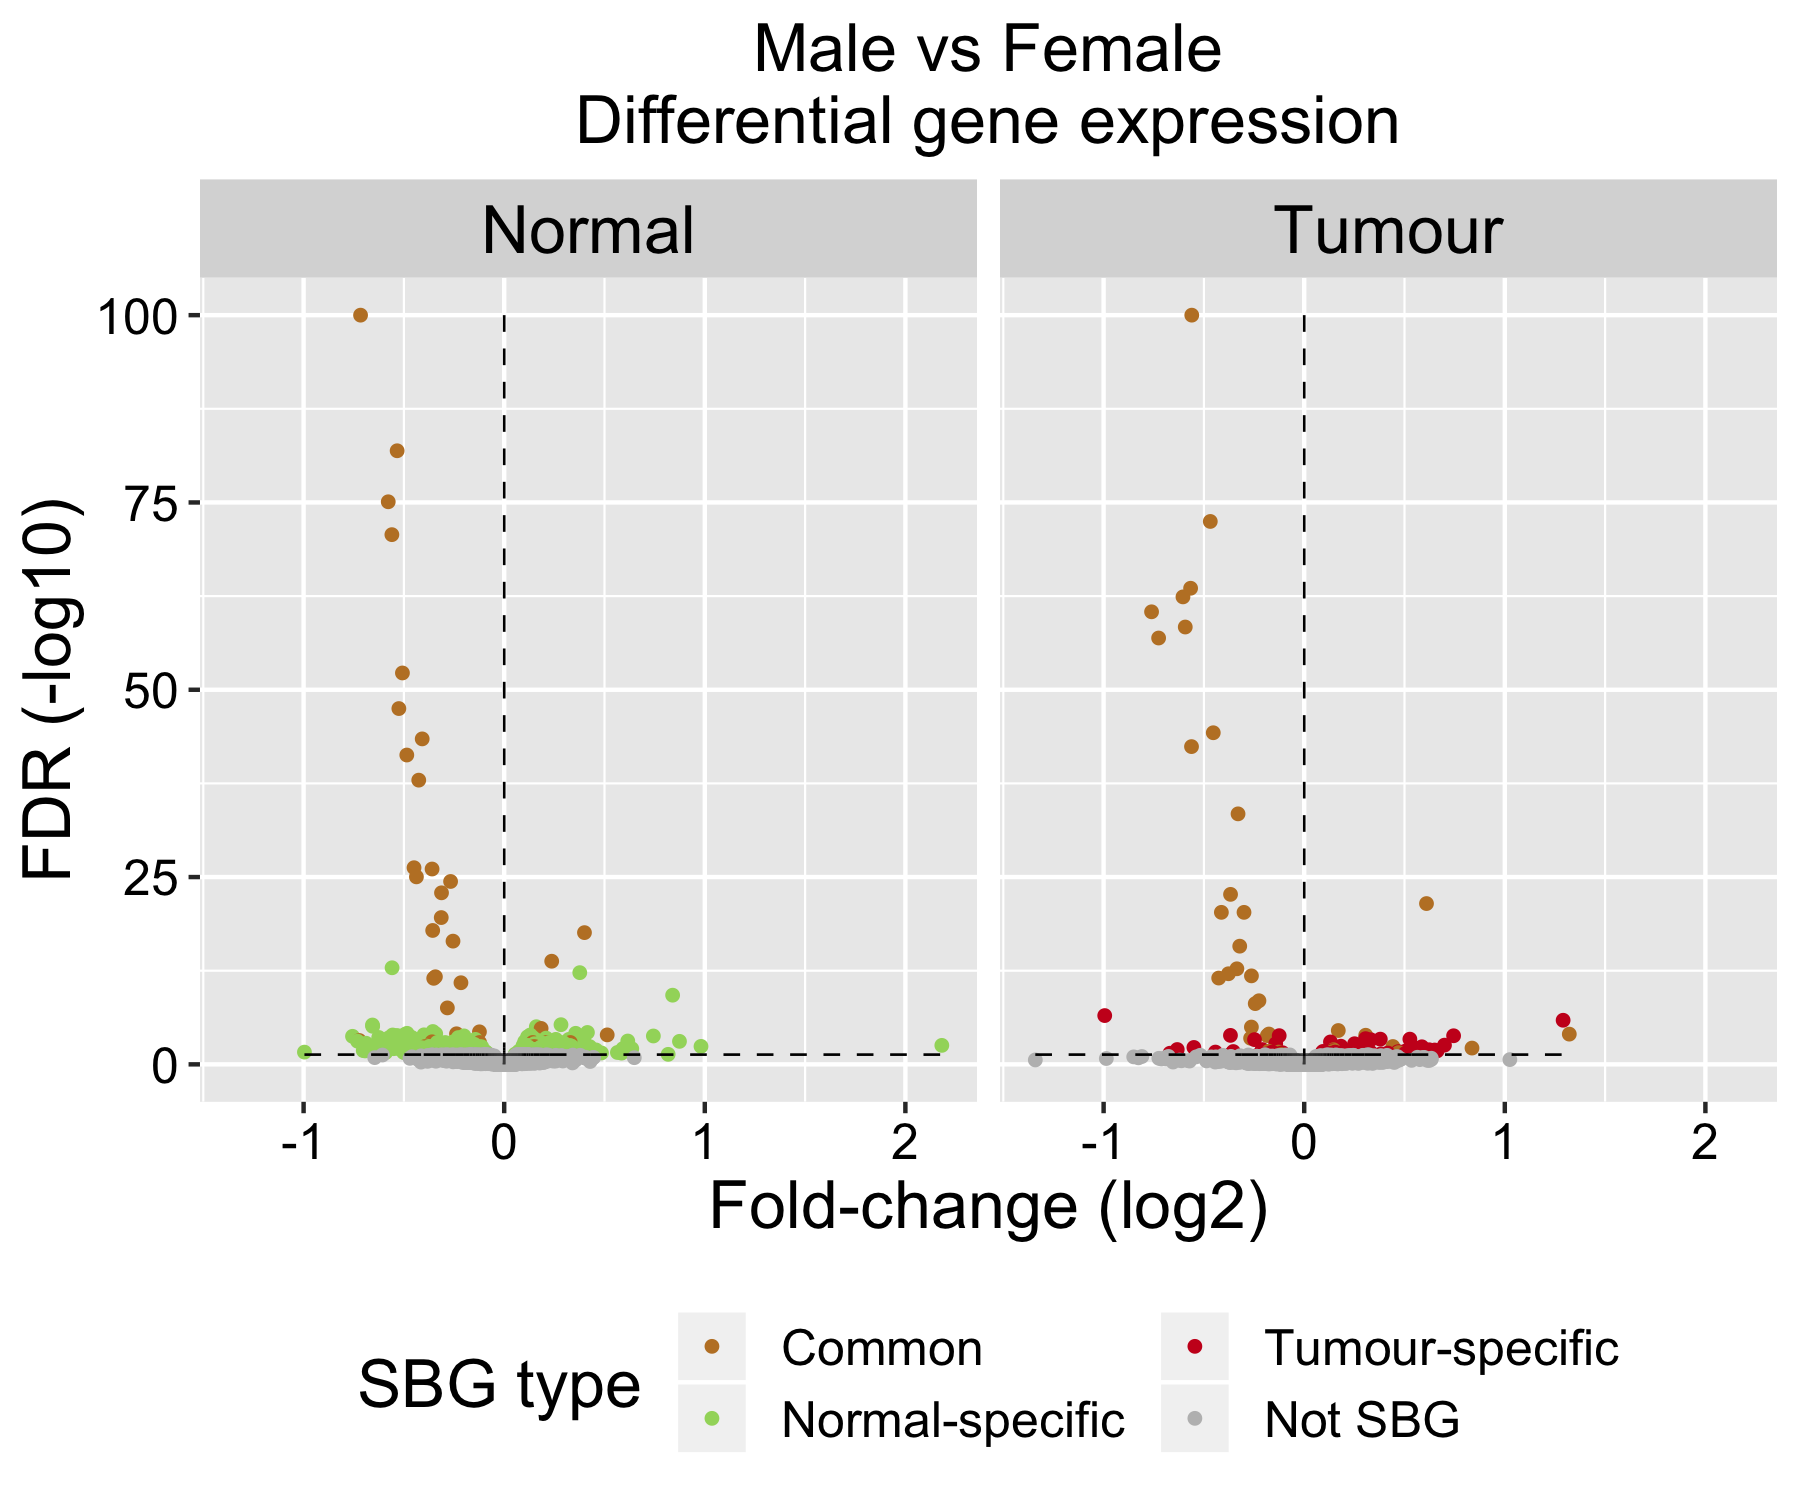 Male vs Female
Differential gene expression
Normal
Tumour
FDR (-log10)
100
75
50
25
0
-1 0 1 2
-1 0 1 2
Fold-change (log2)
SBG type
Common
Tumour-specific
Normal-specific
Not SBG